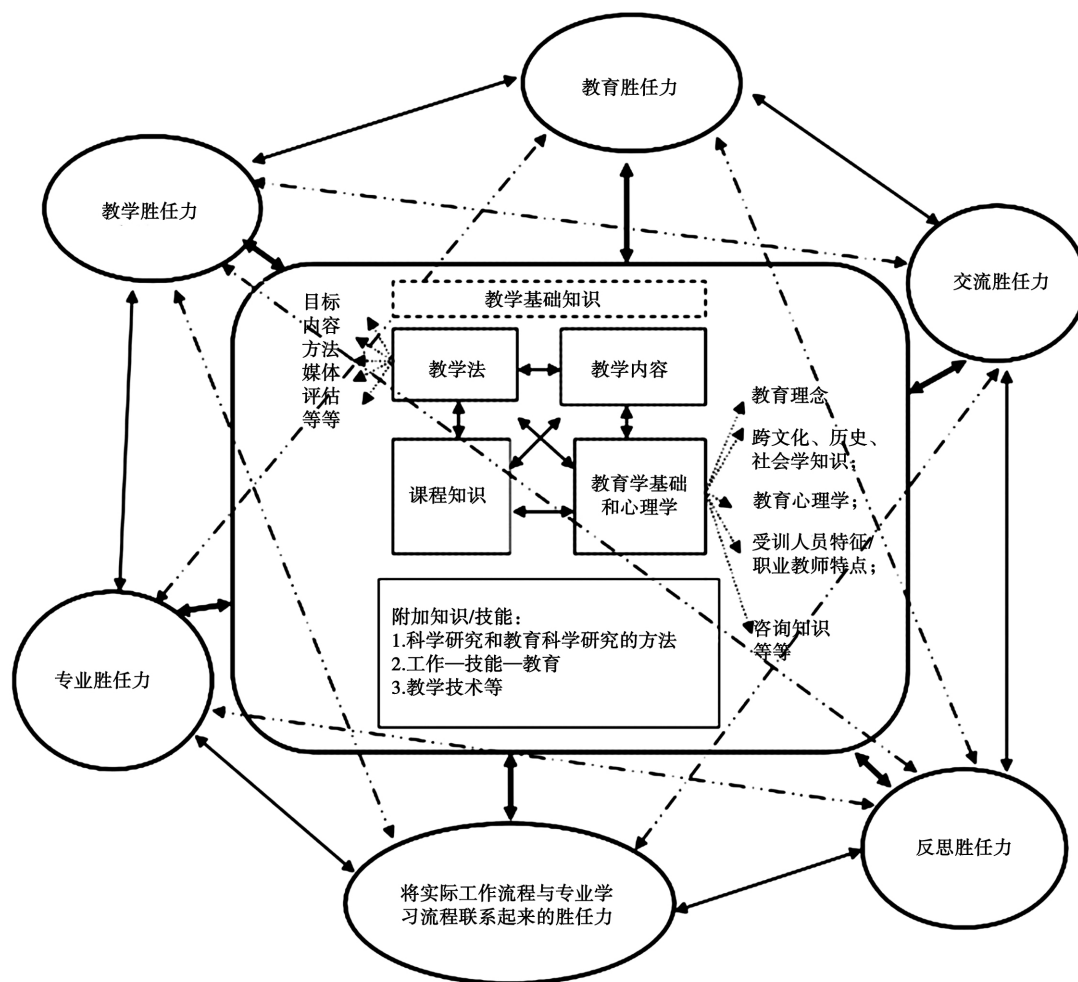 教育胜任力
教学胜任力
交流胜任力
教学基础知识
目标
内容
方法
媒体
评估
等等
教学法
教学内容
课程知识
教育学基础
和心理学
教育理念
跨文化、历史、
社会学知识；
教育心理学；
受训人员特征/
职业教师特点；
咨询知识
等等
附加知识/技能：
1.科学研究和教育科学研究的方法
2.工作—技能—教育
3.教学技术等
专业胜任力
反思胜任力
将实际工作流程与专业学
习流程联系起来的胜任力